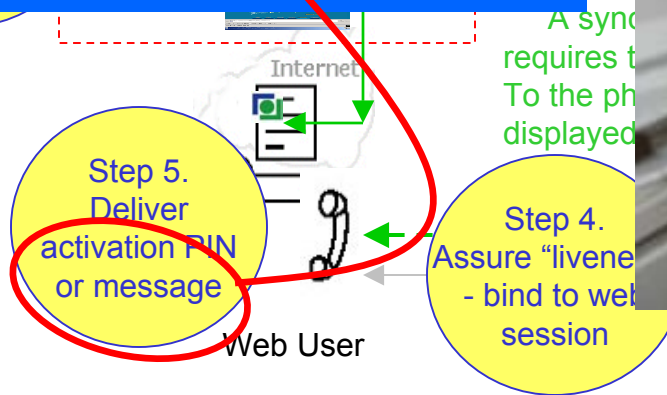 A sync
requires t
To the ph
displayed
Internet
Step 5.
Deliver
activation PIN
or message
Step 4.
Assure “livene
- bind to web
session
Web User